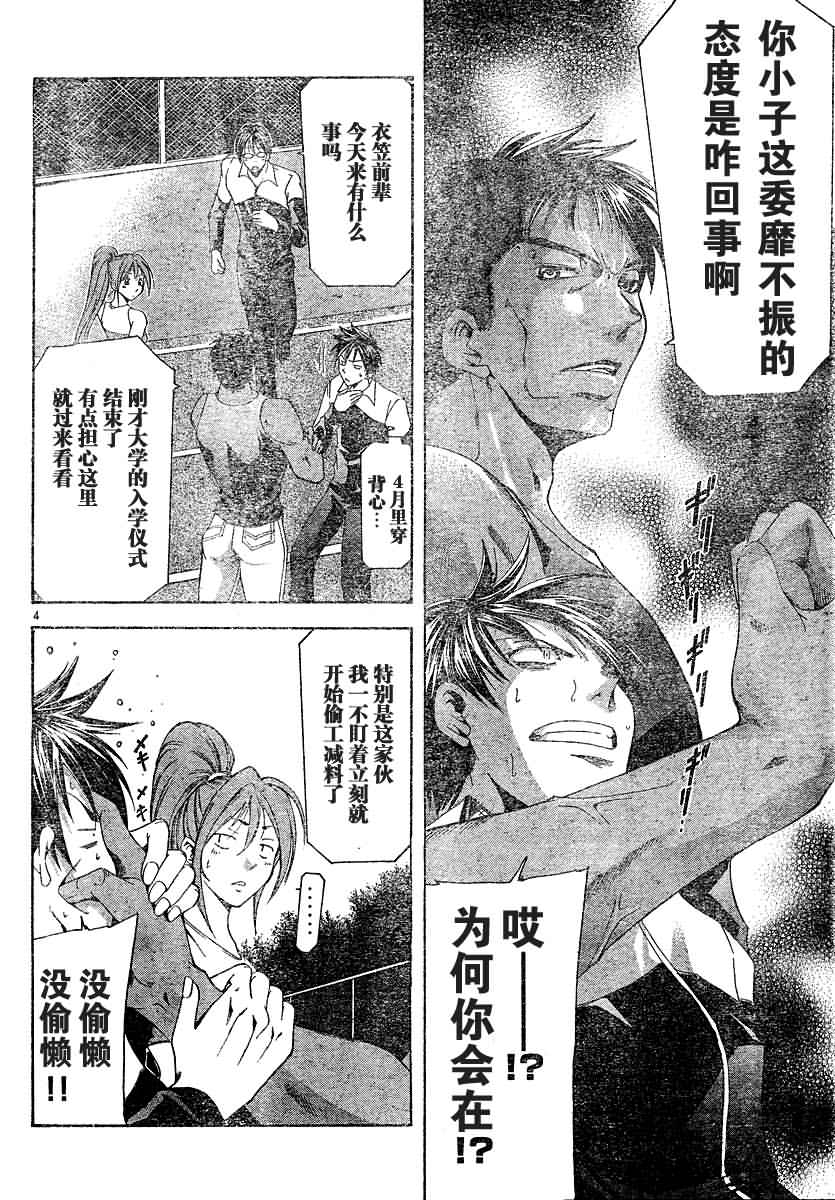 你小子这委靡不振的
态度是咋回事啊
ギリ
ギリギリ
ギリ
哎——!?
为何你会在!?
衣笠前辈
今天来有什么
事吗
刚才大学的入学仪式
结束了
有点担心这里
就过来看看
4月里穿
背心…
4
特别是这家伙
我一不盯着立刻就
开始偷工减料了
メキ
メキ
……
没偷懒
没偷懒!!